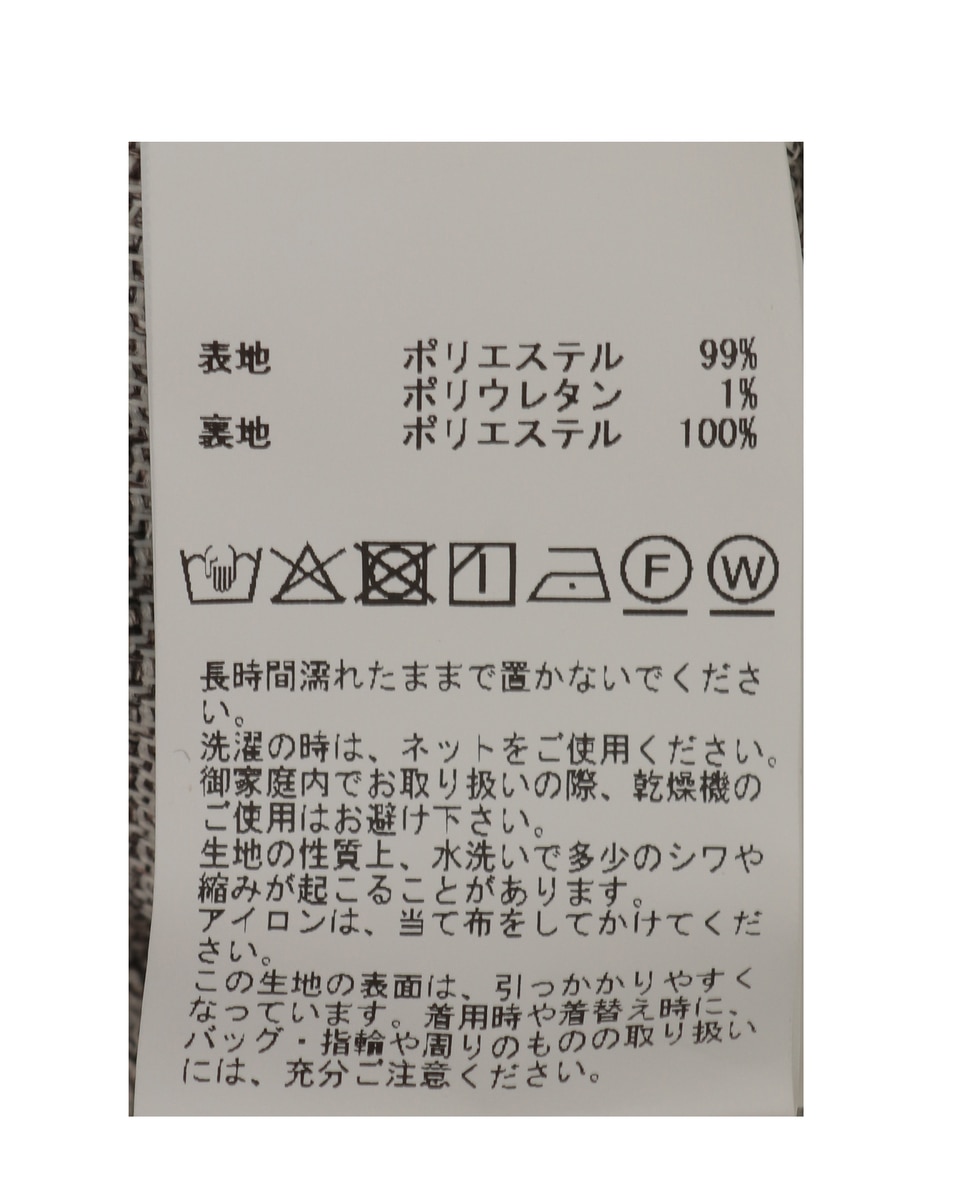 表地 ポリエステル 99%
ポリウレタン 1%
裏地 ポリエステル 100%
F W
長時間濡れたままで置かないでくださ
い。
洗濯の時は、ネットをご使用ください。
御家庭内でお取り扱いの際、乾燥機の
ご使用はお避け下さい。
生地の性質上、水洗いで多少のシワや
縮みが起こることがあります。
アイロンは、当て布をしてかけてくだ
さい。
この生地の表面は、引っかかりやすく
なっています。着用時や着替え時に、
バッグ・指輪や周りのものの取り扱い
には、充分ご注意ください。